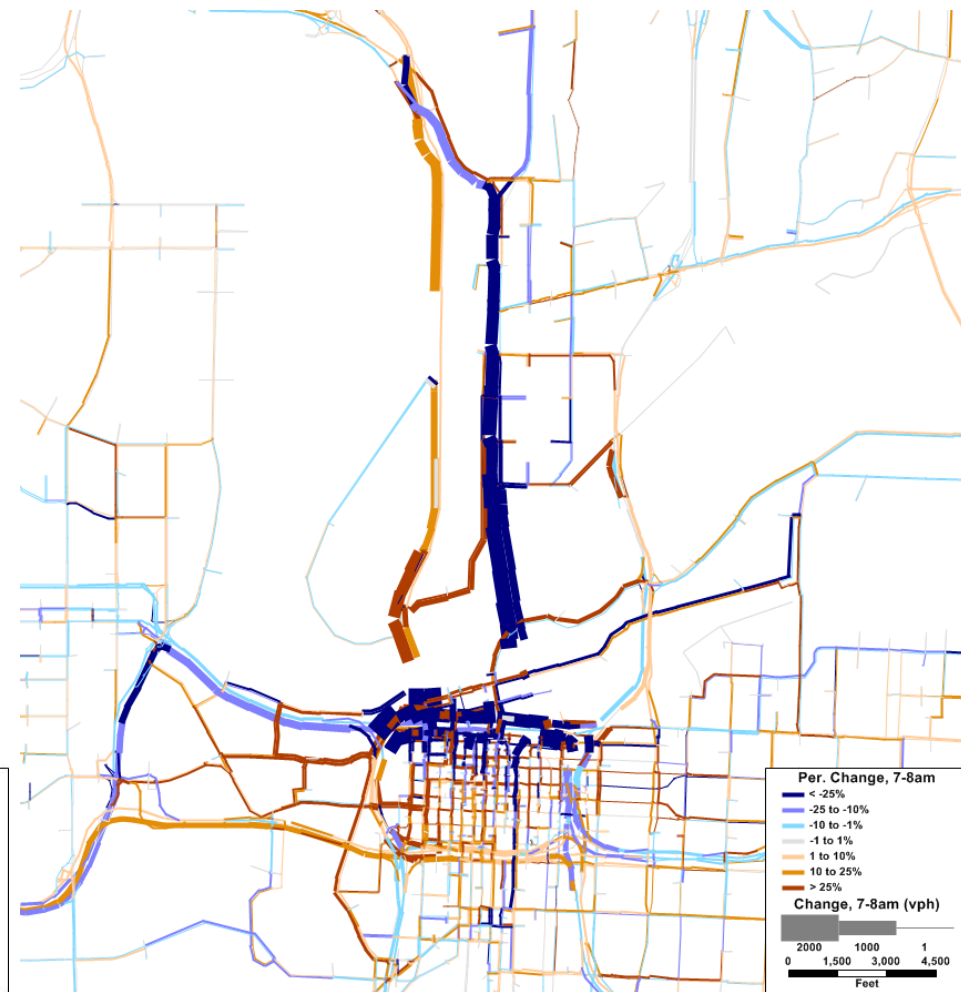 Per. Change, 7-8am
< -25%
-25 to -10%
-10 to -1%
-1 to 1%
1 to 10%
10 to 25%
> 25%
Change, 7-8am (vph)
2000 1000 1
0 1,500 3,000 4,500
Feet